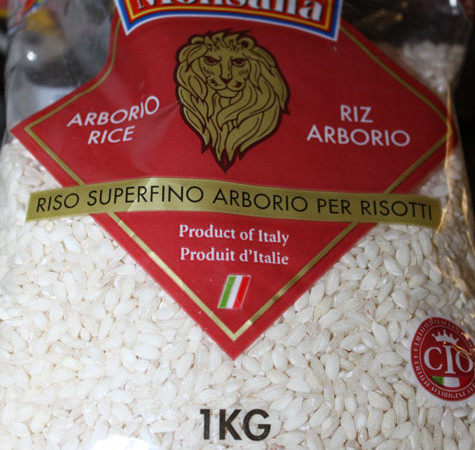 Monsalia
ARBORIO
RICE
RIZ
ARBORIO
RISO SUPERFINO ARBORIO PER RISOTTI
Product of Italy
Produit d'Italie
CIO
1KG